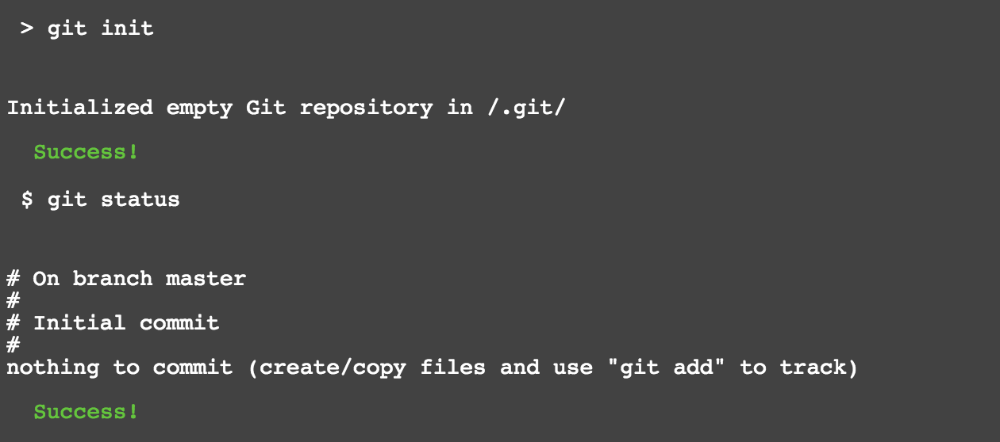 > git init
Initialized empty Git repository in /.git/
Success!
$ git status
# On branch master
#
# Initial commit
#
nothing to commit (create/copy files and use "git add" to track)
Success!